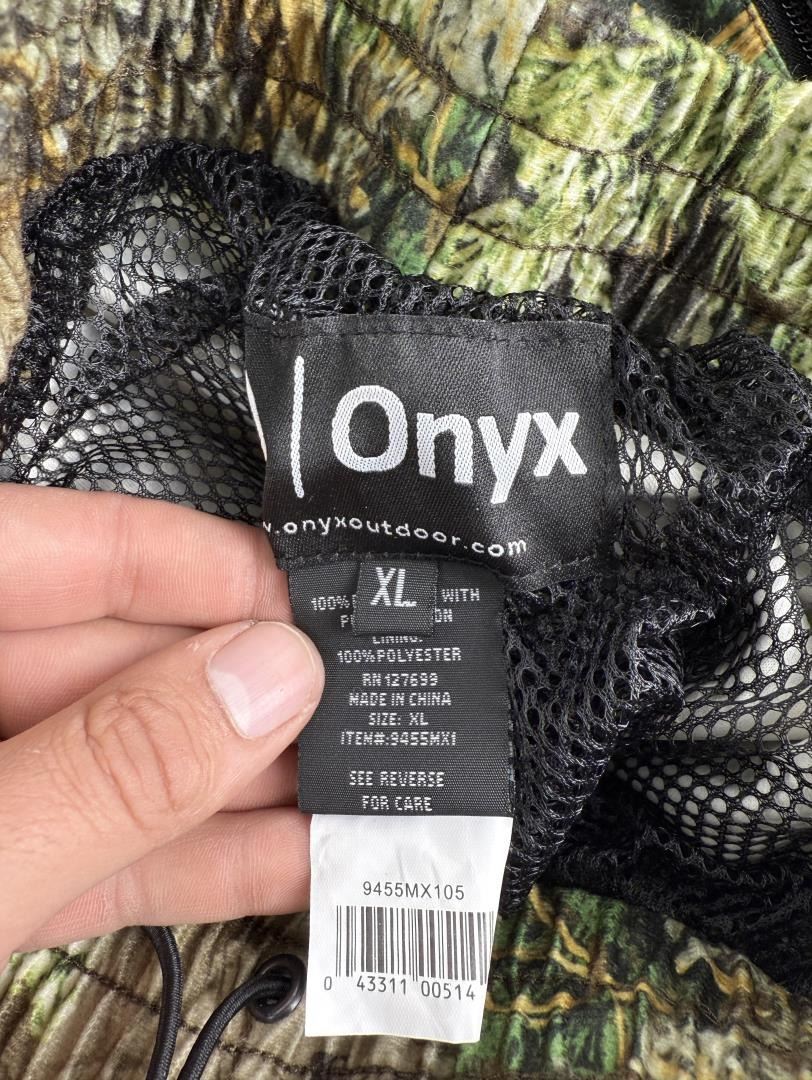 Onyx
.onyxoutdoor.com
XL
100% WITH
LINING:
100% POLYESTER
RN 127699
MADE IN CHINA
SIZE: XL
ITEM#:9455MX1
SEE REVERSE
FOR CARE
9455MX105
0 43311 00514